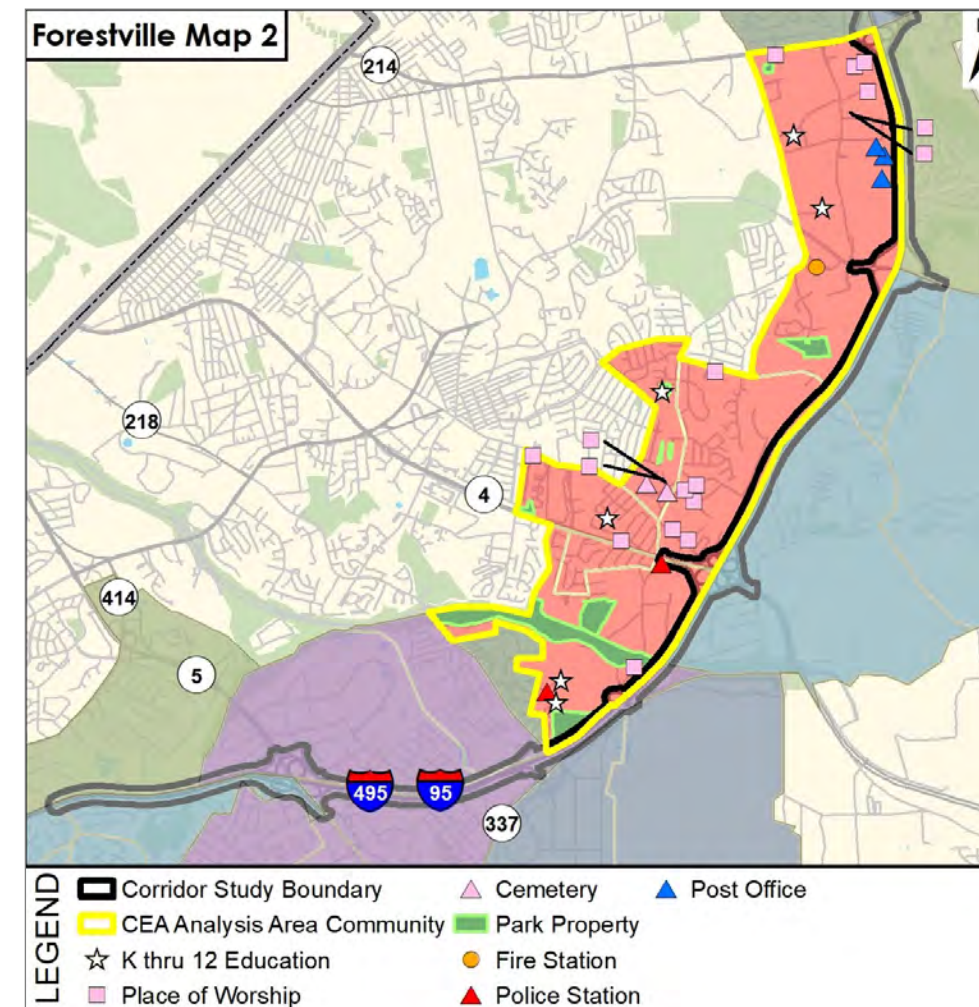 Forestville Map 2
214
218
4
414
5
495
95
337
LEGEND
Corridor Study Boundary
Cemetery
Post Office
CEA Analysis Area Community
Park Property
K thru 12 Education
Fire Station
Place of Worship
Police Station